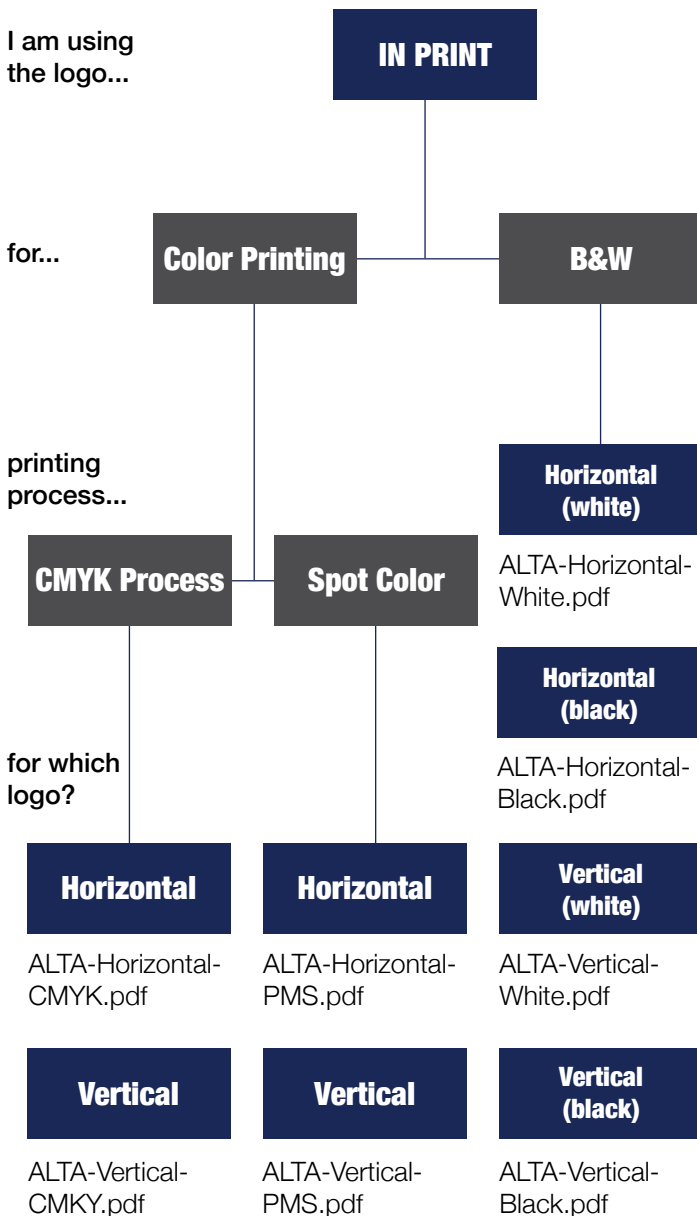 I am using
the logo...
IN PRINT
for...
Color Printing
B&W
printing
process...
Horizontal
(white)
CMYK Process
Spot Color
ALTA-Horizontal-
White.pdf
Horizontal
(black)
for which
logo?
ALTA-Horizontal-
Black.pdf
Horizontal
Horizontal
Vertical
(white)
ALTA-Horizontal-
CMYK.pdf
ALTA-Horizontal-
PMS.pdf
ALTA-Vertical-
White.pdf
Vertical
Vertical
Vertical
(black)
ALTA-Vertical-
CMKY.pdf
ALTA-Vertical-
PMS.pdf
ALTA-Vertical-
Black.pdf